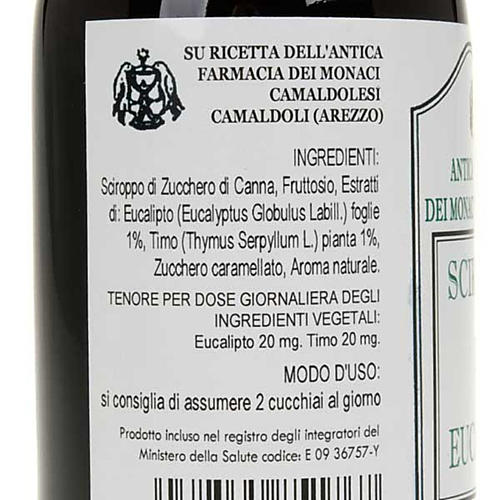 SU RICETTA DELL'ANTICA
FARMACIA DEI MONACI
CAMALDOLESI
CAMALDOLI (AREZZO)
INGREDIENTI:
Sciroppo di Zucchero di Canna, Fruttosio, Estratti
di: Eucalipto (Eucalyptus Globulus Labill.) foglie
1%, Timo (Thymus Serpyllum L.) pianta 1%,
Zucchero caramellato, Aroma naturale.
TENORE PER DOSE GIORNALIERA DEGLI
INGREDIENTI VEGETALI:
Eucalipto 20 mg. Timo 20 mg.
MODO D'USO:
si consiglia di assumere 2 cucchiai al giorno
Prodotto incluso nel registro degli integratori del
Ministero della Salute codice: E 09 36757-Y
DEI